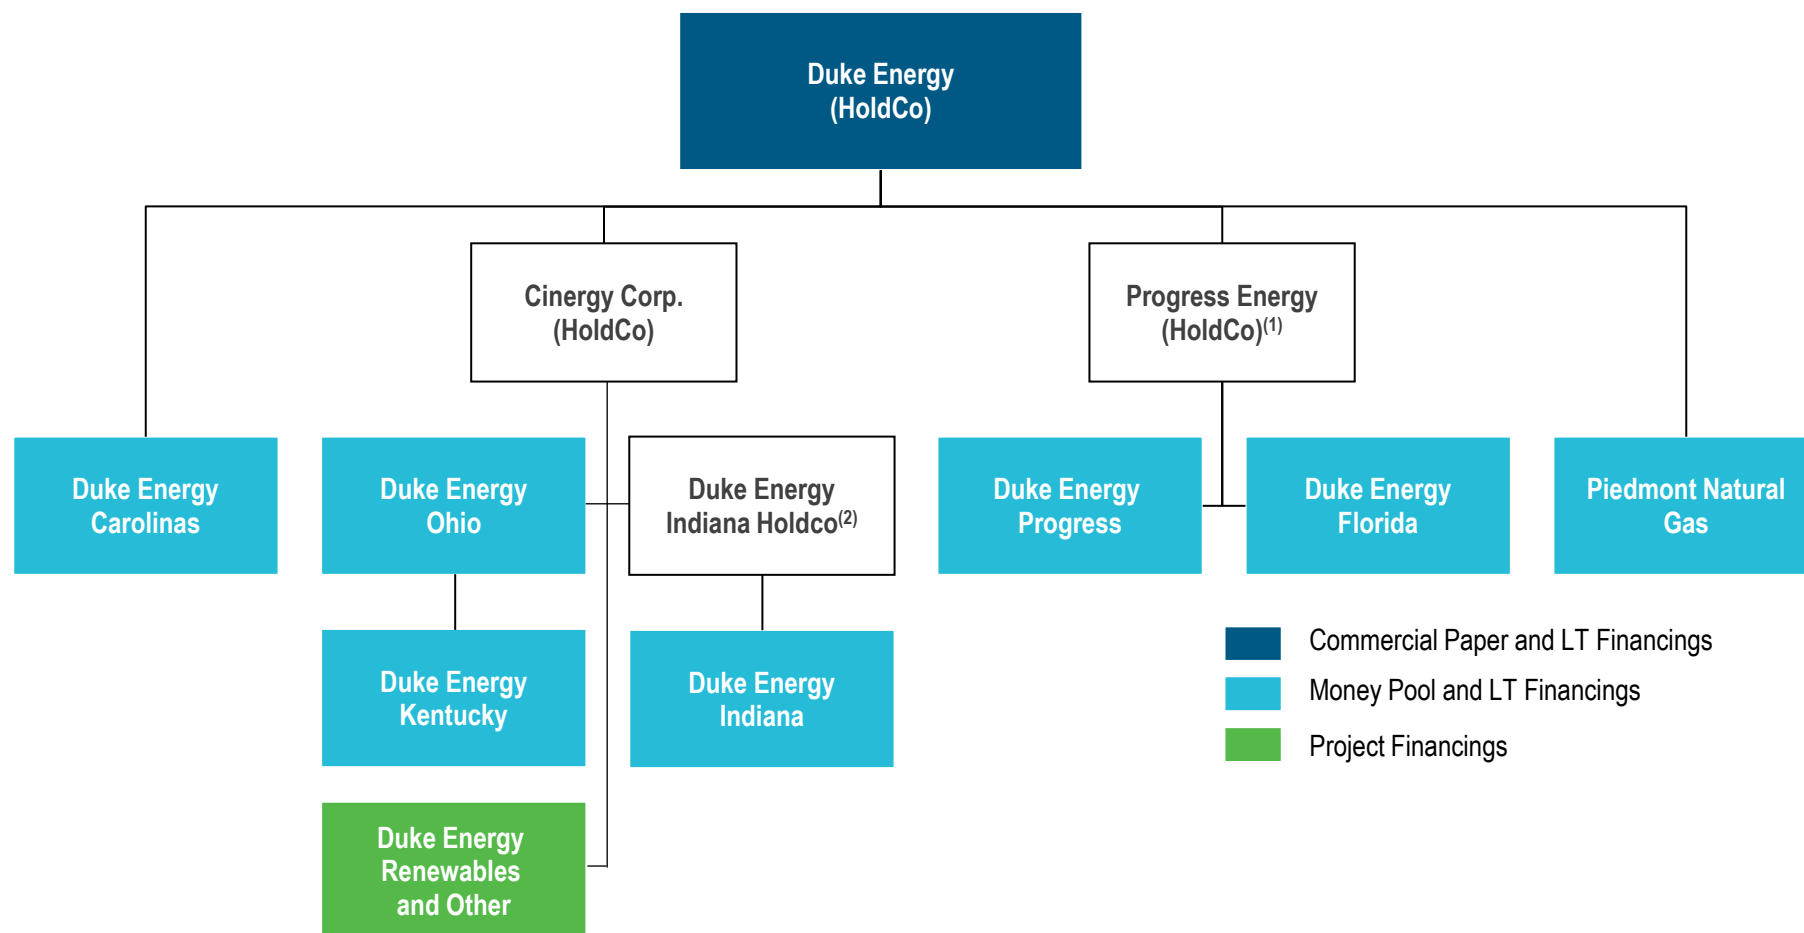 Duke Energy
(HoldCo)
Cinergy Corp.
(HoldCo)
Progress Energy
(HoldCo)(1)
Duke Energy
Carolinas
Duke Energy
Ohio
Duke Energy
Indiana Holdco(2)
Duke Energy
Progress
Duke Energy
Florida
Piedmont Natural
Gas
Duke Energy
Kentucky
Duke Energy
Indiana
Duke Energy
Renewables
and Other
Commercial Paper and LT Financings
Money Pool and LT Financings
Project Financings